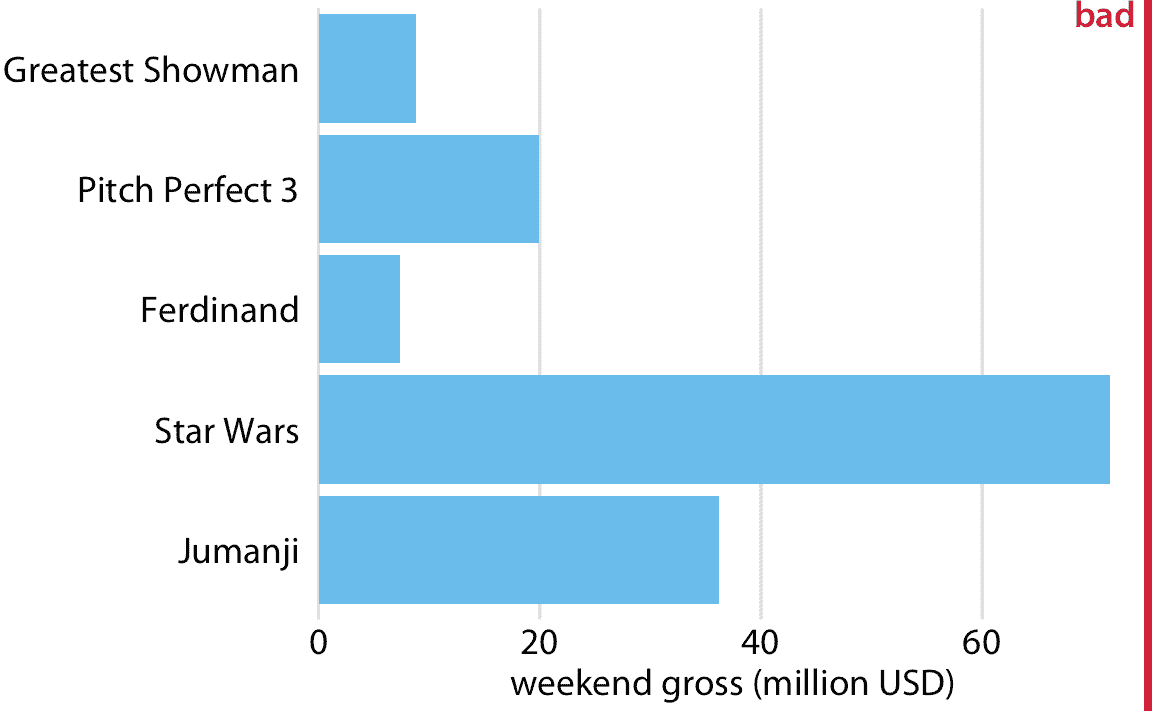 bad
Greatest Showman
Pitch Perfect 3
Ferdinand
Star Wars
Jumanji
0 20 40 60
weekend gross (million USD)